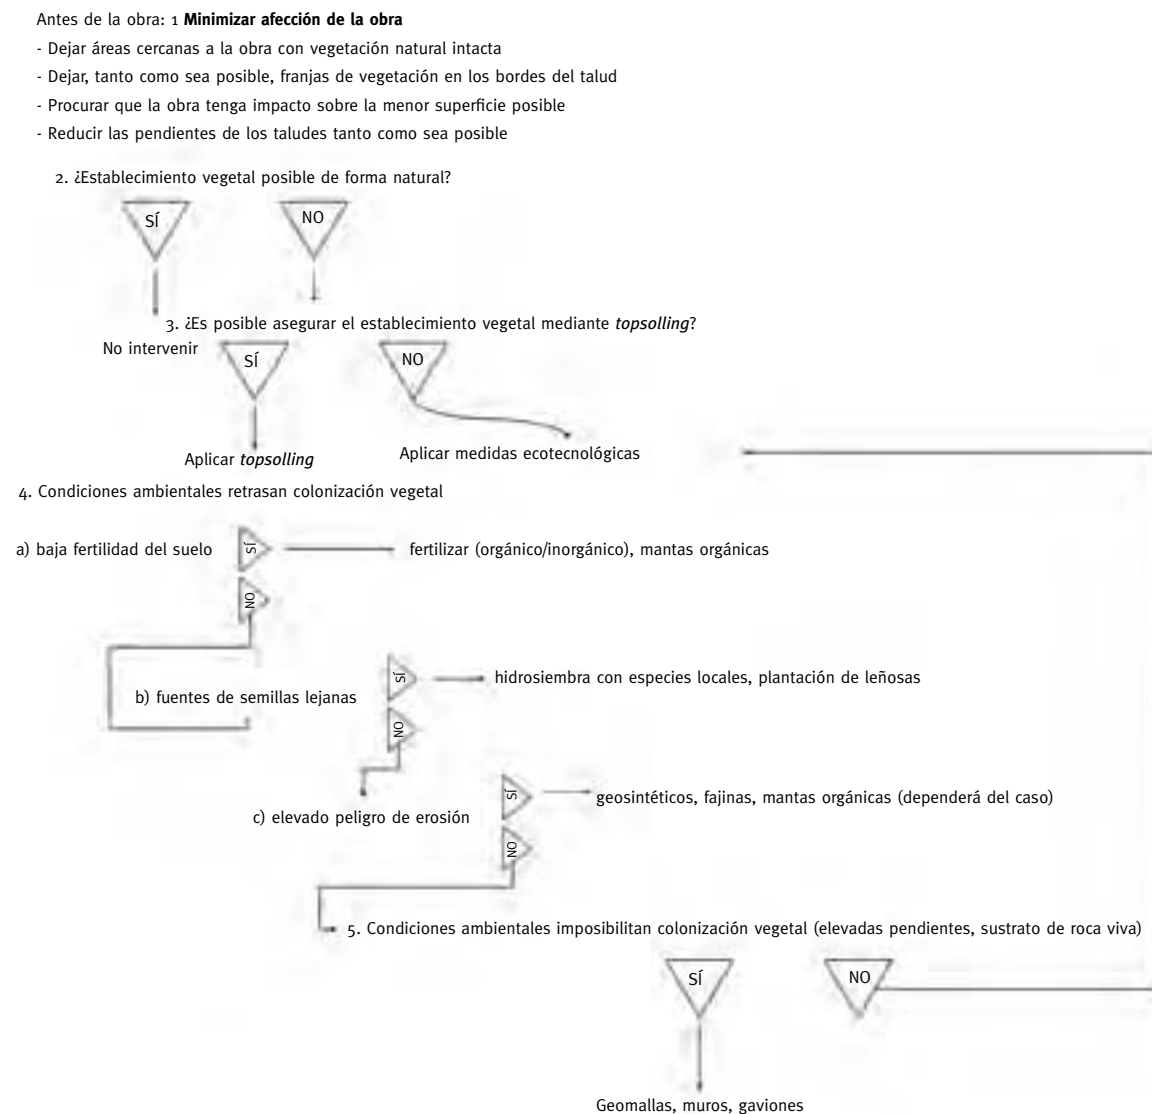 Antes de la obra: 1 Minimizar afección de la obra
- Dejar áreas cercanas a la obra con vegetación natural intacta
- Dejar, tanto como sea posible, franjas de vegetación en los bordes del talud
- Procurar que la obra tenga impacto sobre la menor superficie posible
- Reducir las pendientes de los taludes tanto como sea posible
2. ¿Establecimiento vegetal posible de forma natural?
SÍ
NO
3. ¿Es posible asegurar el establecimiento vegetal mediante topsolling?
No intervenir
SÍ
NO
Aplicar topsolling
Aplicar medidas ecotecnológicas
4. Condiciones ambientales retrasan colonización vegetal
a) baja fertilidad del suelo
SÍ
fertilizar (orgánico/inorgánico), mantas orgánicas
NO
b) fuentes de semillas lejanas
SÍ
hidrosiembra con especies locales, plantación de leñosas
NO
c) elevado peligro de erosión
SÍ
geosintéticos, fajinas, mantas orgánicas (dependerá del caso)
NO
5. Condiciones ambientales imposibilitan colonización vegetal (elevadas pendientes, sustrato de roca viva)
SÍ
NO
Geomallas, muros, gaviones